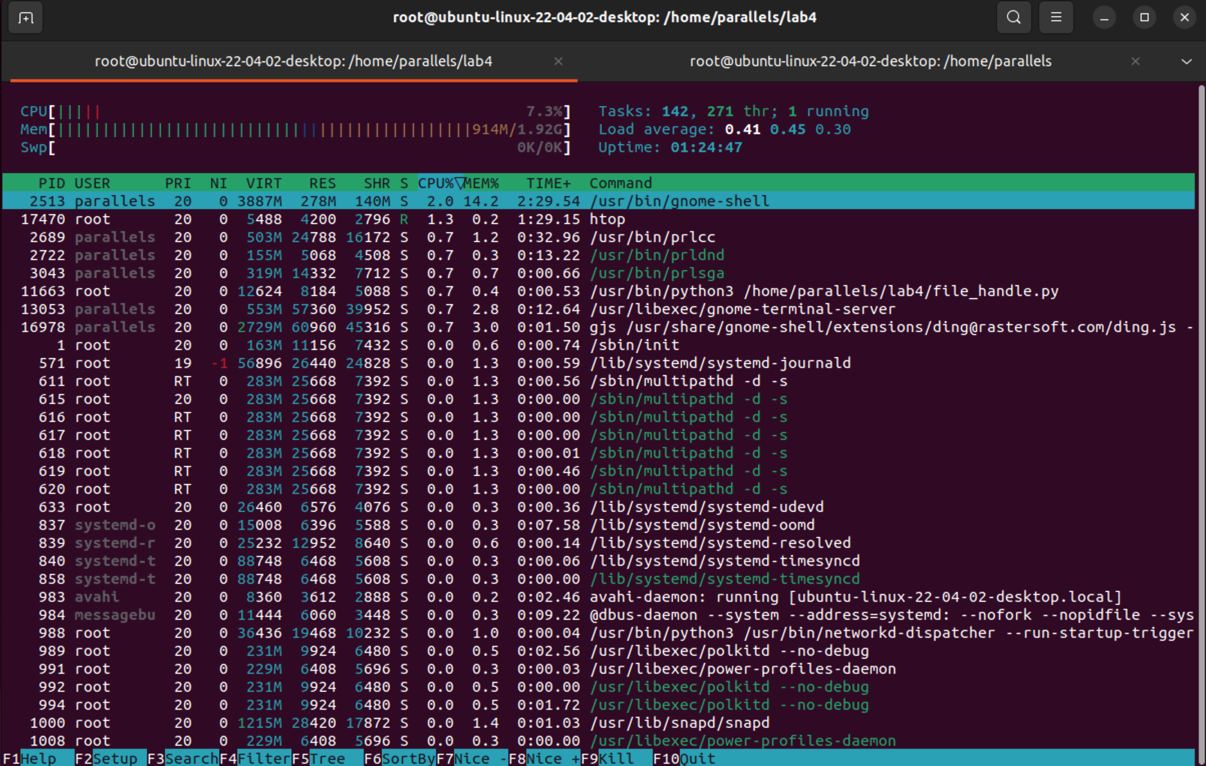 root@ubuntu-linux-22-04-02-desktop: /home/parallels/lab4
root@ubuntu-linux-22-04-02-desktop: /home/parallels/lab4 root@ubuntu-linux-22-04-02-desktop: /home/parallels
CPU[||||| 7.3%] Tasks: 142, 271 thr; 1 running
Mem[||||||||||||||||||||||||||||||||||||||||||||||914M/1.92G] Load average: 0.41 0.45 0.30
Swp[ 0K/0K] Uptime: 01:24:47
PID USER PRI NI VIRT RES SHR S CPU%▽MEM% TIME+ Command
2513 parallels 20 0 3887M 278M 140M S 2.0 14.2 2:29.54 /usr/bin/gnome-shell
17470 root 20 0 5488 4200 2796 R 1.3 0.2 1:29.15 htop
2689 parallels 20 0 503M 24788 16172 S 0.7 1.2 0:32.96 /usr/bin/prlcc
2722 parallels 20 0 155M 5068 4508 S 0.7 0.3 0:13.22 /usr/bin/prldnd
3043 parallels 20 0 319M 14332 7712 S 0.7 0.7 0:00.66 /usr/bin/prlsga
11663 root 20 0 12624 8184 5088 S 0.7 0.4 0:00.53 /usr/bin/python3 /home/parallels/lab4/file_handle.py
13053 parallels 20 0 553M 57360 39952 S 0.7 2.8 0:12.64 /usr/libexec/gnome-terminal-server
16978 parallels 20 0 2729M 60960 45316 S 0.7 3.0 0:01.50 gjs /usr/share/gnome-shell/extensions/ding@rastersoft.com/ding.js -
1 root 20 0 163M 11156 7432 S 0.0 0.6 0:00.74 /sbin/init
571 root 19 -1 56896 26440 24828 S 0.0 1.3 0:00.59 /lib/systemd/systemd-journald
611 root RT 0 283M 25668 7392 S 0.0 1.3 0:00.56 /sbin/multipathd -d -s
615 root 20 0 283M 25668 7392 S 0.0 1.3 0:00.00 /sbin/multipathd -d -s
616 root RT 0 283M 25668 7392 S 0.0 1.3 0:00.00 /sbin/multipathd -d -s
617 root RT 0 283M 25668 7392 S 0.0 1.3 0:00.00 /sbin/multipathd -d -s
618 root RT 0 283M 25668 7392 S 0.0 1.3 0:00.01 /sbin/multipathd -d -s
619 root RT 0 283M 25668 7392 S 0.0 1.3 0:00.46 /sbin/multipathd -d -s
620 root RT 0 283M 25668 7392 S 0.0 1.3 0:00.00 /sbin/multipathd -d -s
633 root 20 0 26460 6576 4076 S 0.0 0.3 0:00.36 /lib/systemd/systemd-udevd
837 systemd-o 20 0 15008 6396 5588 S 0.0 0.3 0:07.58 /lib/systemd/systemd-oomd
839 systemd-r 20 0 25232 12952 8640 S 0.0 0.6 0:00.14 /lib/systemd/systemd-resolved
840 systemd-t 20 0 88748 6468 5608 S 0.0 0.3 0:00.06 /lib/systemd/systemd-timesyncd
858 systemd-t 20 0 88748 6468 5608 S 0.0 0.3 0:00.00 /lib/systemd/systemd-timesyncd
983 avahi 20 0 8360 3612 2888 S 0.0 0.2 0:02.46 avahi-daemon: running [ubuntu-linux-22-04-02-desktop.local]
984 messagebu 20 0 11444 6060 3448 S 0.0 0.3 0:09.22 @dbus-daemon --system --address=systemd: --nofork --nopidfile --sys
988 root 20 0 36436 19468 10232 S 0.0 1.0 0:00.04 /usr/bin/python3 /usr/bin/networkd-dispatcher --run-startup-trigger
989 root 20 0 231M 9924 6480 S 0.0 0.5 0:02.56 /usr/libexec/polkitd --no-debug
991 root 20 0 229M 6408 5696 S 0.0 0.3 0:00.03 /usr/libexec/power-profiles-daemon
992 root 20 0 231M 9924 6480 S 0.0 0.5 0:00.00 /usr/libexec/polkitd --no-debug
994 root 20 0 231M 9924 6480 S 0.0 0.5 0:01.72 /usr/libexec/polkitd --no-debug
1000 root 20 0 1215M 28420 17872 S 0.0 1.4 0:01.03 /usr/lib/snapd/snapd
1008 root 20 0 229M 6408 5696 S 0.0 0.3 0:00.00 /usr/libexec/power-profiles-daemon
F1Help F2Setup F3SearchF4FilterF5Tree F6SortByF7Nice -F8Nice +F9Kill F10Quit